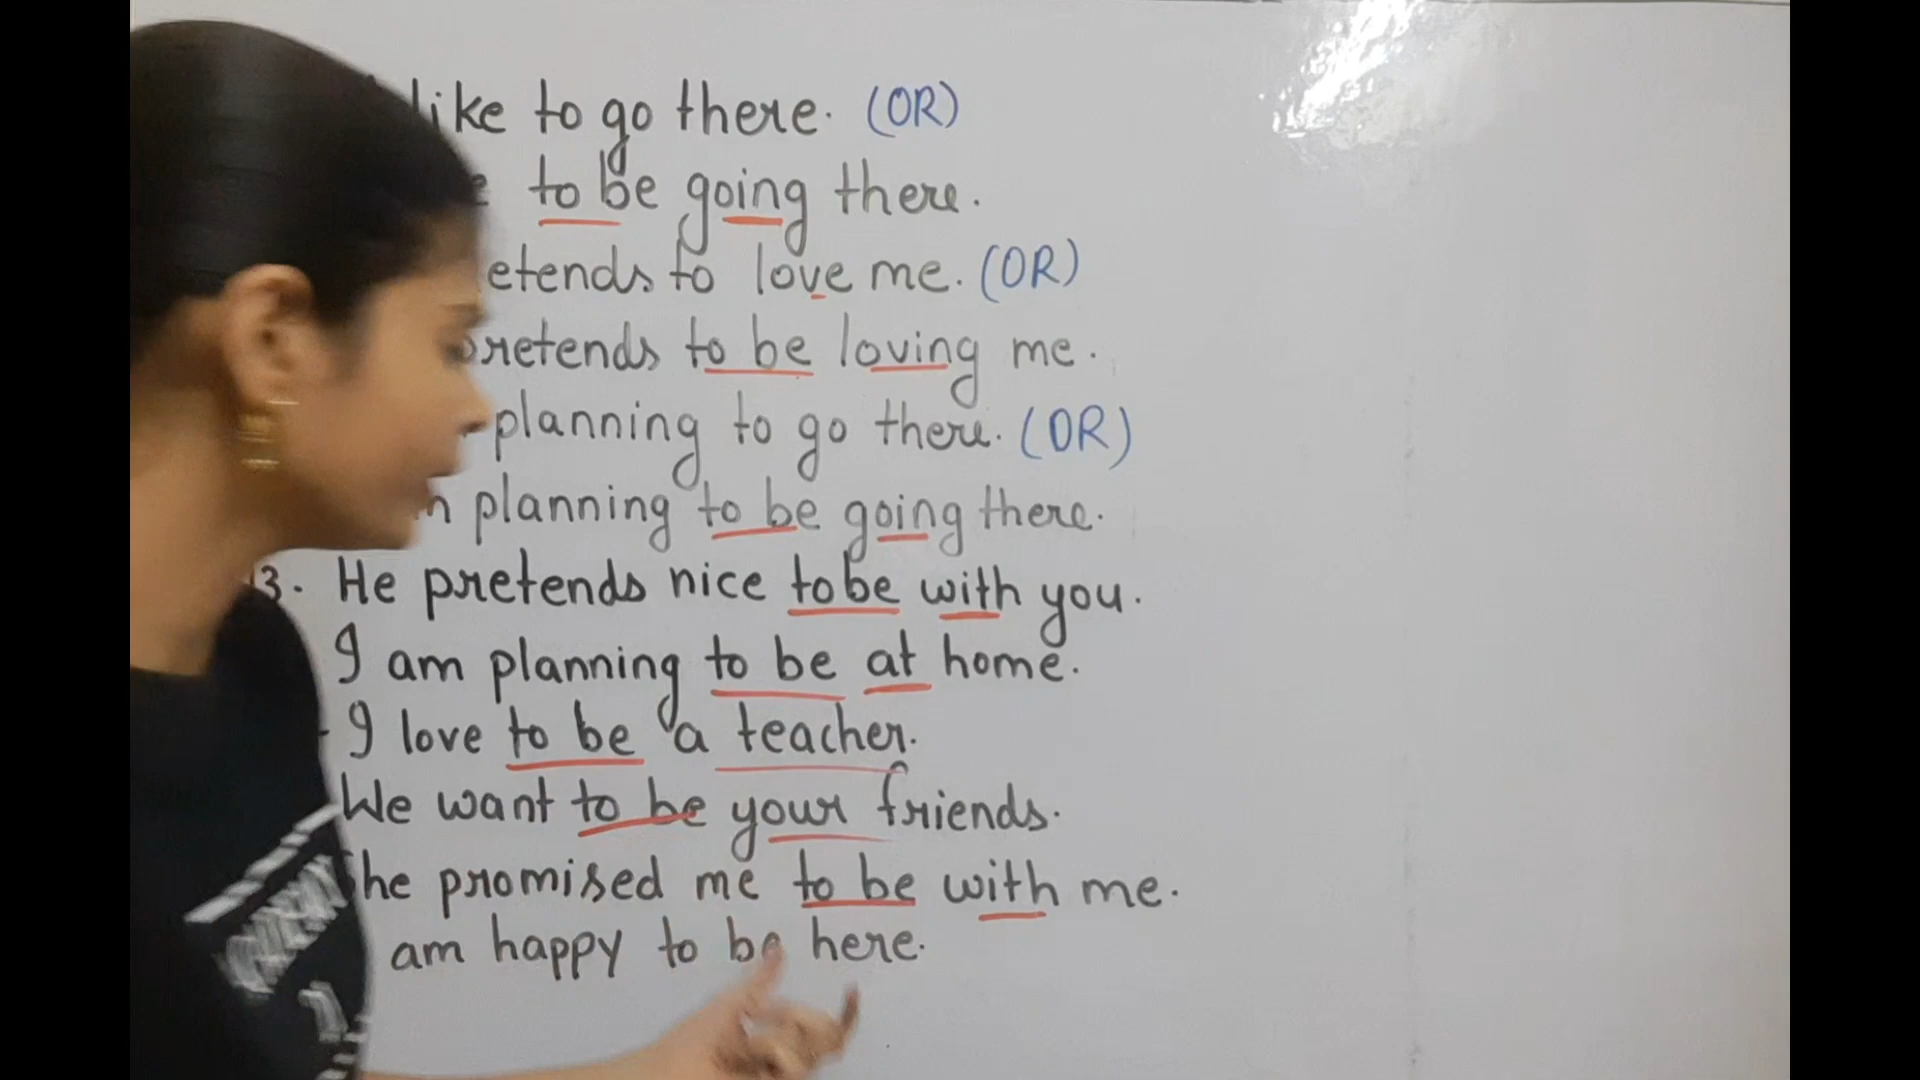 like to go there. (OR)
to be going there.
etends to love me. (OR)
pretends to be loving me.
planning to go there. (OR)
planning to be going there.
13. He pretends nice to be with you.
I am planning to be at home.
I love to be a teacher.
We want to be your friends.
he promised me to be with me.
am happy to be here.